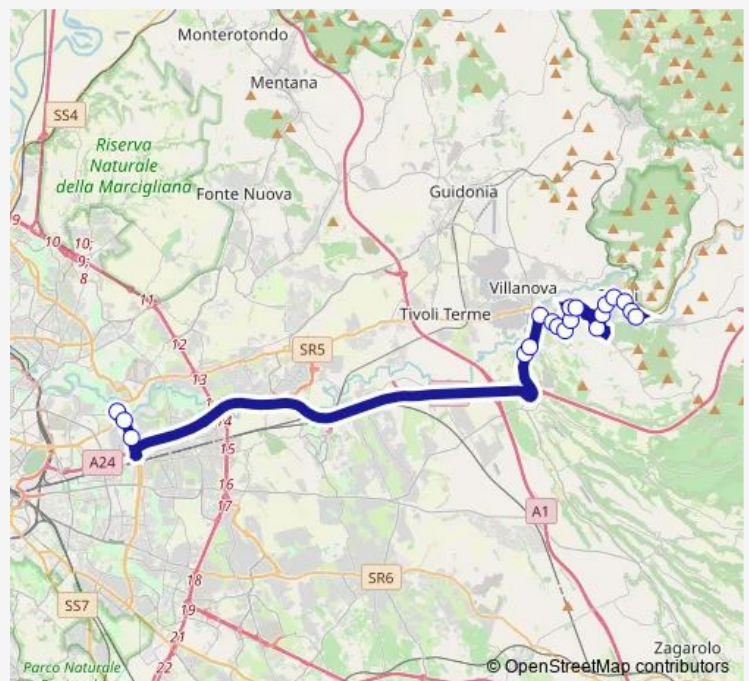 Monterotondo
Mentana
SS4
Riserva
Naturale
della Marcigliana
Fonte Nuova
Guidonia
9
10
10;
9;
8
11
Villanova
Tivoli Terme
12
SR5
13
14
15
A24
16
17
A1
18
SR6
19
SS7
21
22
Zagarolo
Parco Naturale
© OpenStreetMap contributors